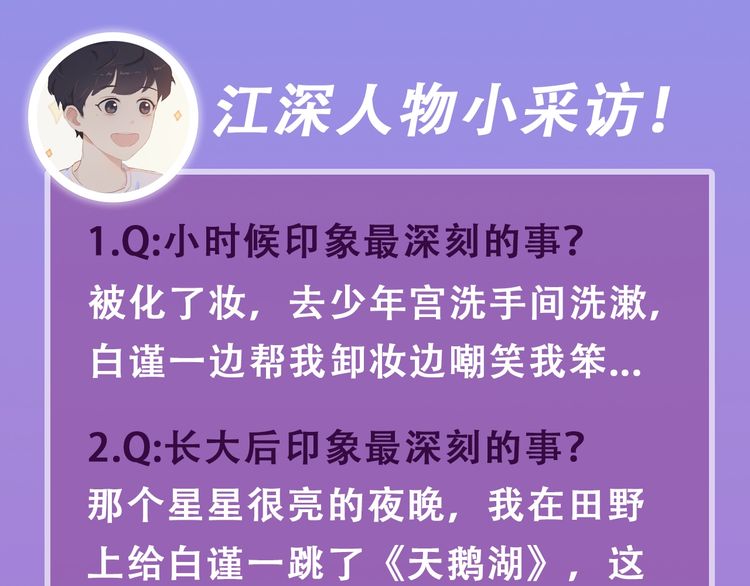 江深人物小采访！
1.Q:小时候印象最深刻的事？
被化了妆，去少年宫洗手间洗漱，
白谨一边帮我卸妆边嘲笑我笨...
2.Q:长大后印象最深刻的事？
那个星星很亮的夜晚，我在田野
上给白谨一跳了《天鹅湖》，这